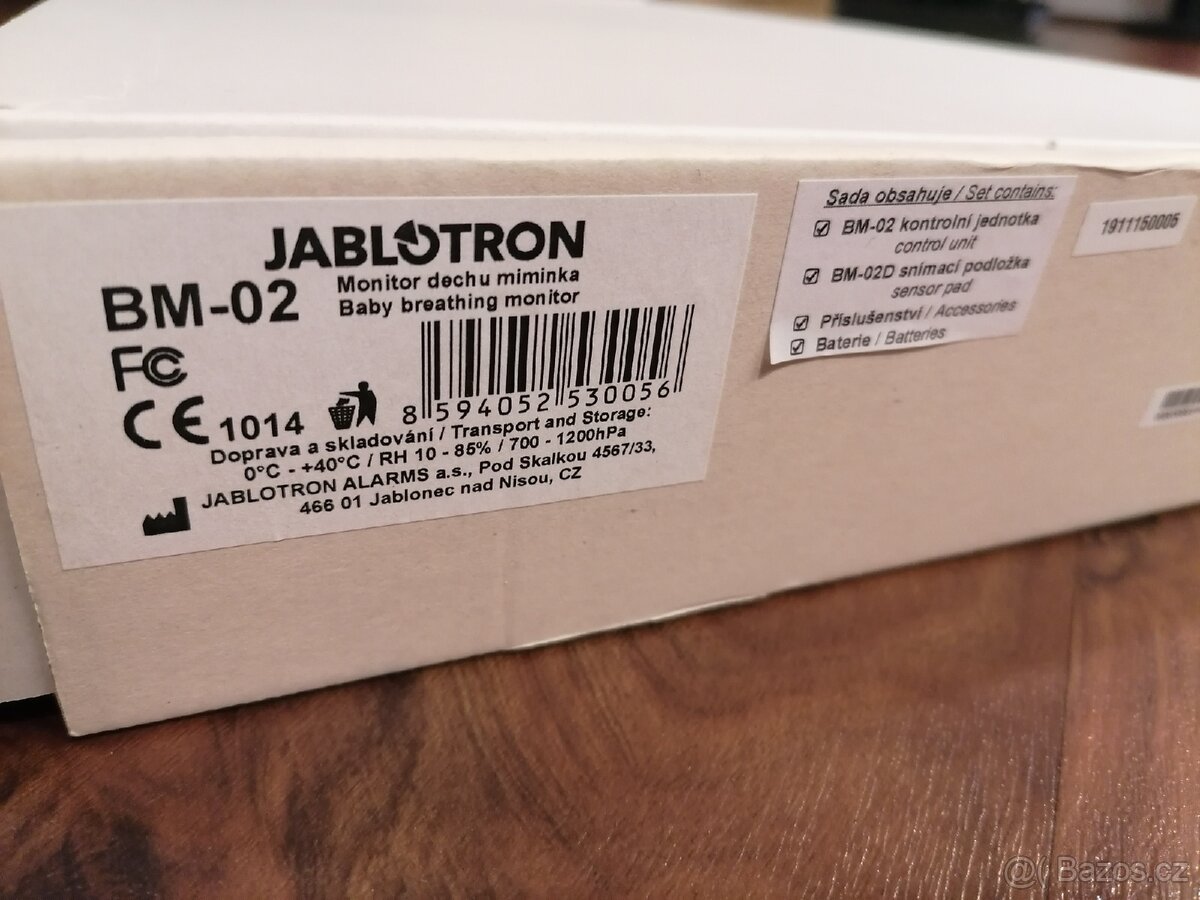 JABLOTRON
BM-02
Monitor dechu miminka
Baby breathing monitor
FC
CE 1014
8 594052 530056
Doprava a skladování / Transport and Storage:
0°C - +40°C / RH 10 - 85% / 700 - 1200hPa
JABLOTRON ALARMS a.s., Pod Skalkou 4567/33,
466 01 Jablonec nad Nisou, CZ
Sada obsahuje / Set contains:
☑ BM-02 kontrolní jednotka
control unit
☑ BM-02D snímací podložka
sensor pad
☑ Příslušenství / Accessories
☑ Baterie / Batteries
1911150005
@( Bazos.cz